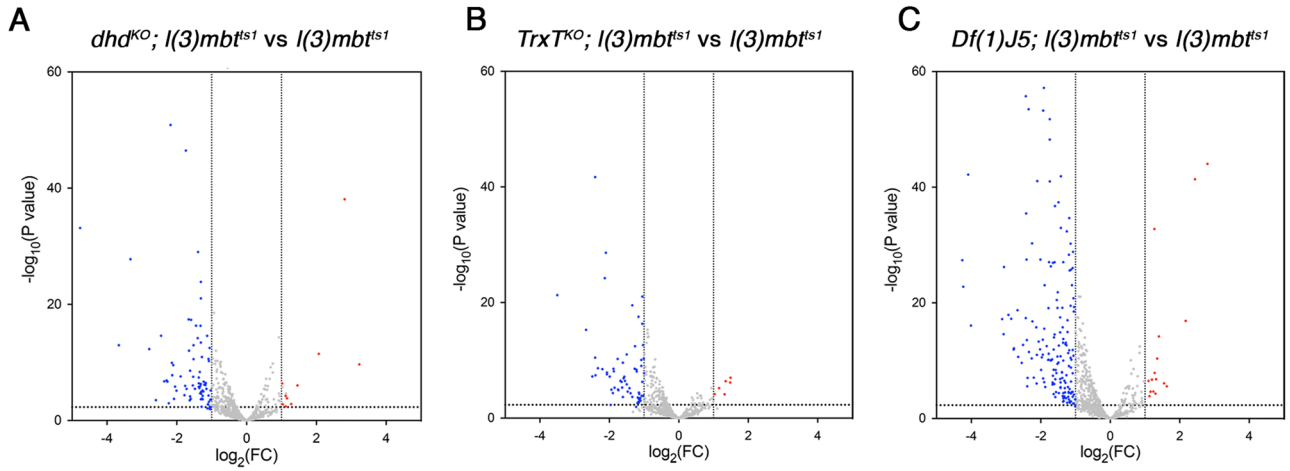 A
dhdᴷᴼ; l(3)mbtᵗˢ¹ vs l(3)mbtᵗˢ¹
60
40
20
0
-4
-2
0
2
4
-log₁₀(P value)
log₂(FC)
B
TrxTᴷᴼ; l(3)mbtᵗˢ¹ vs l(3)mbtᵗˢ¹
60
40
20
0
-4
-2
0
2
4
-log₁₀(P value)
log₂(FC)
C
Df(1)J5; l(3)mbtᵗˢ¹ vs l(3)mbtᵗˢ¹
60
40
20
0
-4
-2
0
2
4
-log₁₀(P value)
log₂(FC)